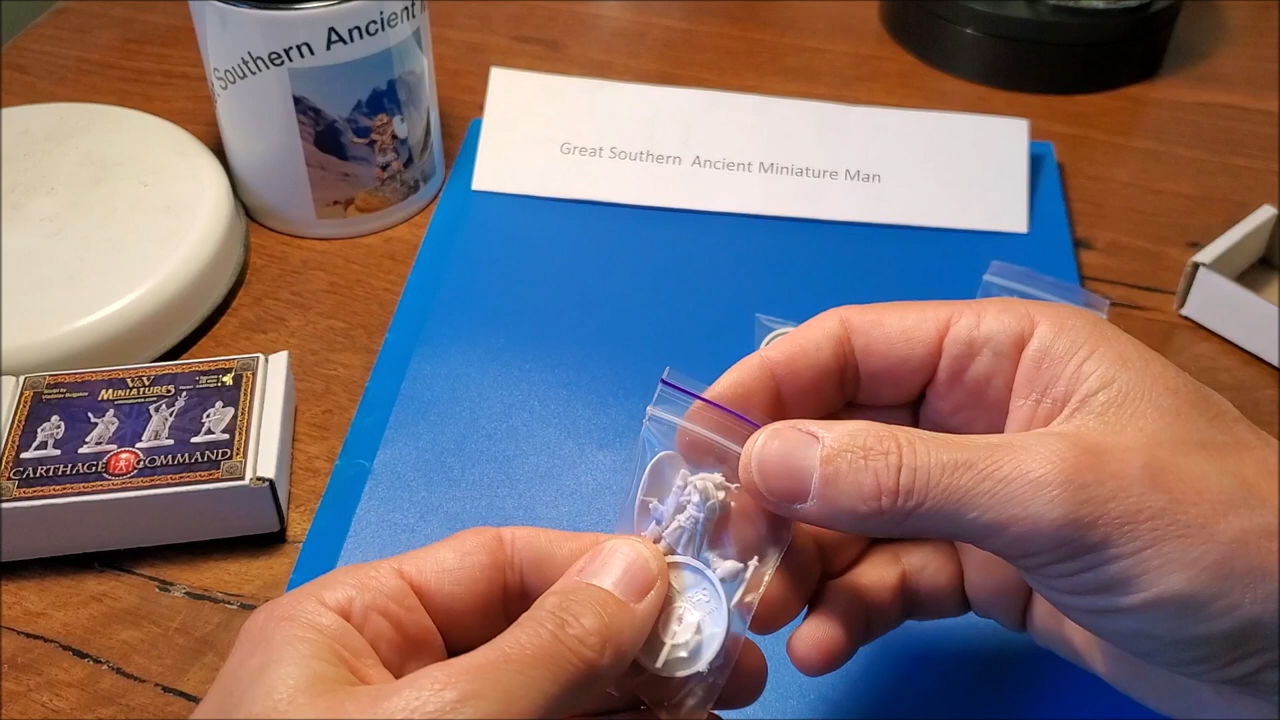 Southern Ancient
Great Southern Ancient Miniature Man
V&V
MINIATURES
CARTHAGE COMMAND